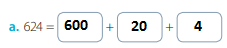 a. 624 = 600 + 20 + 4